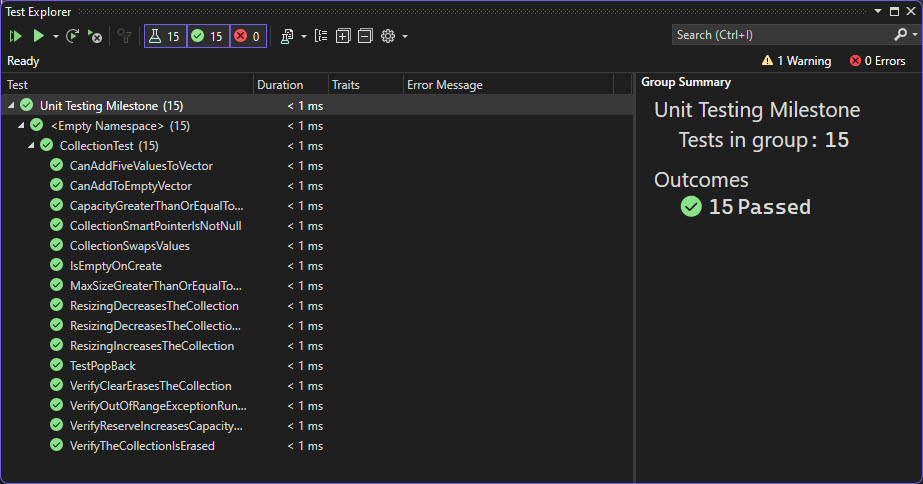 Test Explorer
15 15 0
Search (Ctrl+I)
Ready
1 Warning 0 Errors
Test Duration Traits Error Message
Unit Testing Milestone (15) < 1 ms
<Empty Namespace> (15) < 1 ms
CollectionTest (15) < 1 ms
CanAddFiveValuesToVector < 1 ms
CanAddToEmptyVector < 1 ms
CapacityGreaterThanOrEqualTo... < 1 ms
CollectionSmartPointerIsNotNull < 1 ms
CollectionSwapsValues < 1 ms
IsEmptyOnCreate < 1 ms
MaxSizeGreaterThanOrEqualTo... < 1 ms
ResizingDecreasesTheCollection < 1 ms
ResizingDecreasesTheCollectio... < 1 ms
ResizingIncreasesTheCollection < 1 ms
TestPopBack < 1 ms
VerifyClearErasesTheCollection < 1 ms
VerifyOutOfRangeExceptionRun... < 1 ms
VerifyReserveIncreasesCapacity... < 1 ms
VerifyTheCollectionIsErased < 1 ms
Group Summary
Unit Testing Milestone
Tests in group: 15
Outcomes
15 Passed